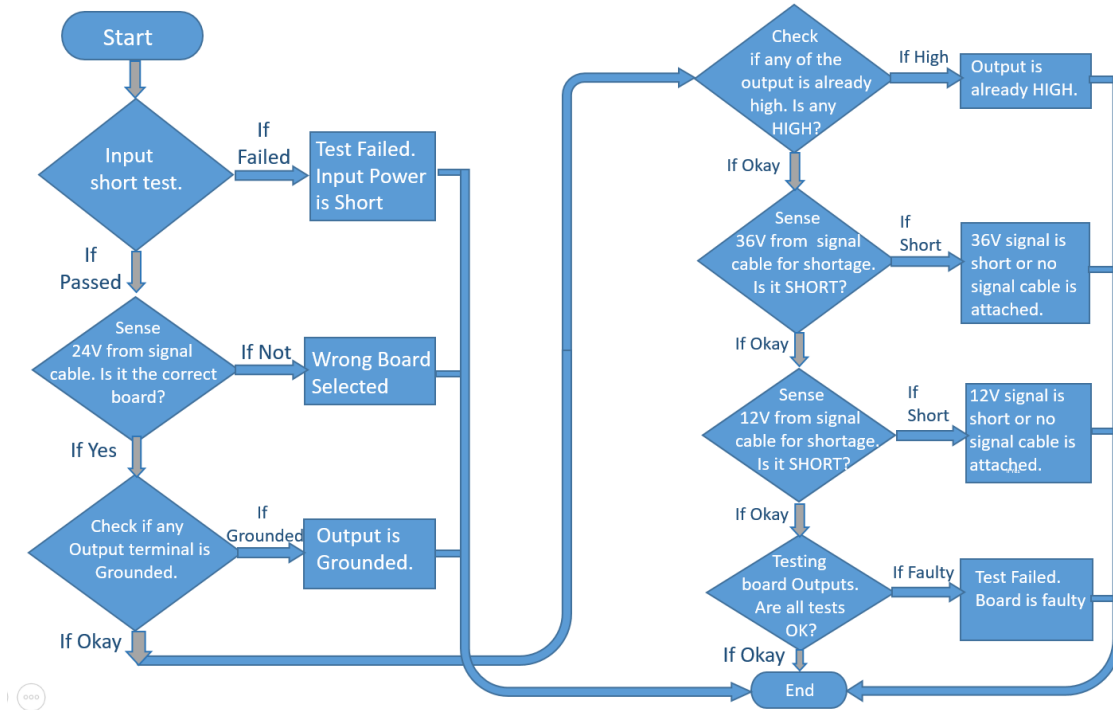 Start
Input
short test.
If
Failed
Test Failed.
Input Power
is Short
If
Passed
Sense
24V from signal
cable. Is it the correct
board?
If Not
Wrong Board
Selected
If Yes
Check if any
Output terminal is
Grounded.
If
Grounded
Output is
Grounded.
If Okay
Check
if any of the
output is already
high. Is any
HIGH?
If High
Output is
already HIGH.
If Okay
Sense
36V from signal
cable for shortage.
Is it SHORT?
If
Short
36V signal is
short or no
signal cable is
attached.
If Okay
Sense
12V from signal
cable for shortage.
Is it SHORT?
If
Short
12V signal is
short or no
signal cable is
attached.
If Okay
Testing
board Outputs.
Are all tests
OK?
If Faulty
Test Failed.
Board is faulty
If Okay
End